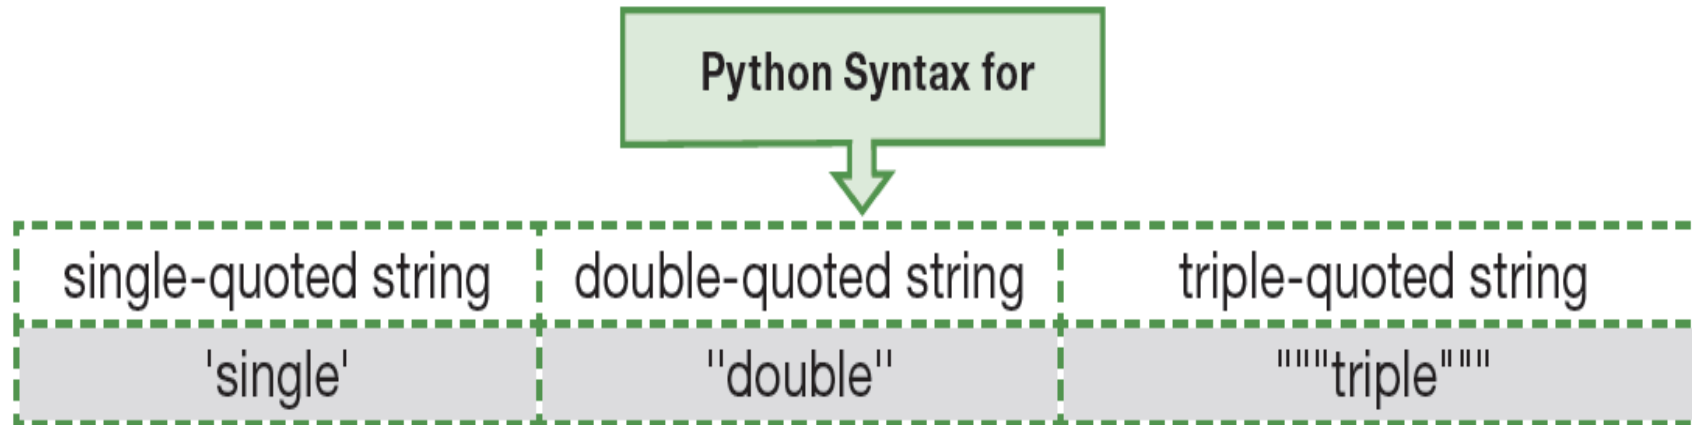 Python Syntax for
single-quoted string double-quoted string triple-quoted string
'single' "double" """triple"""